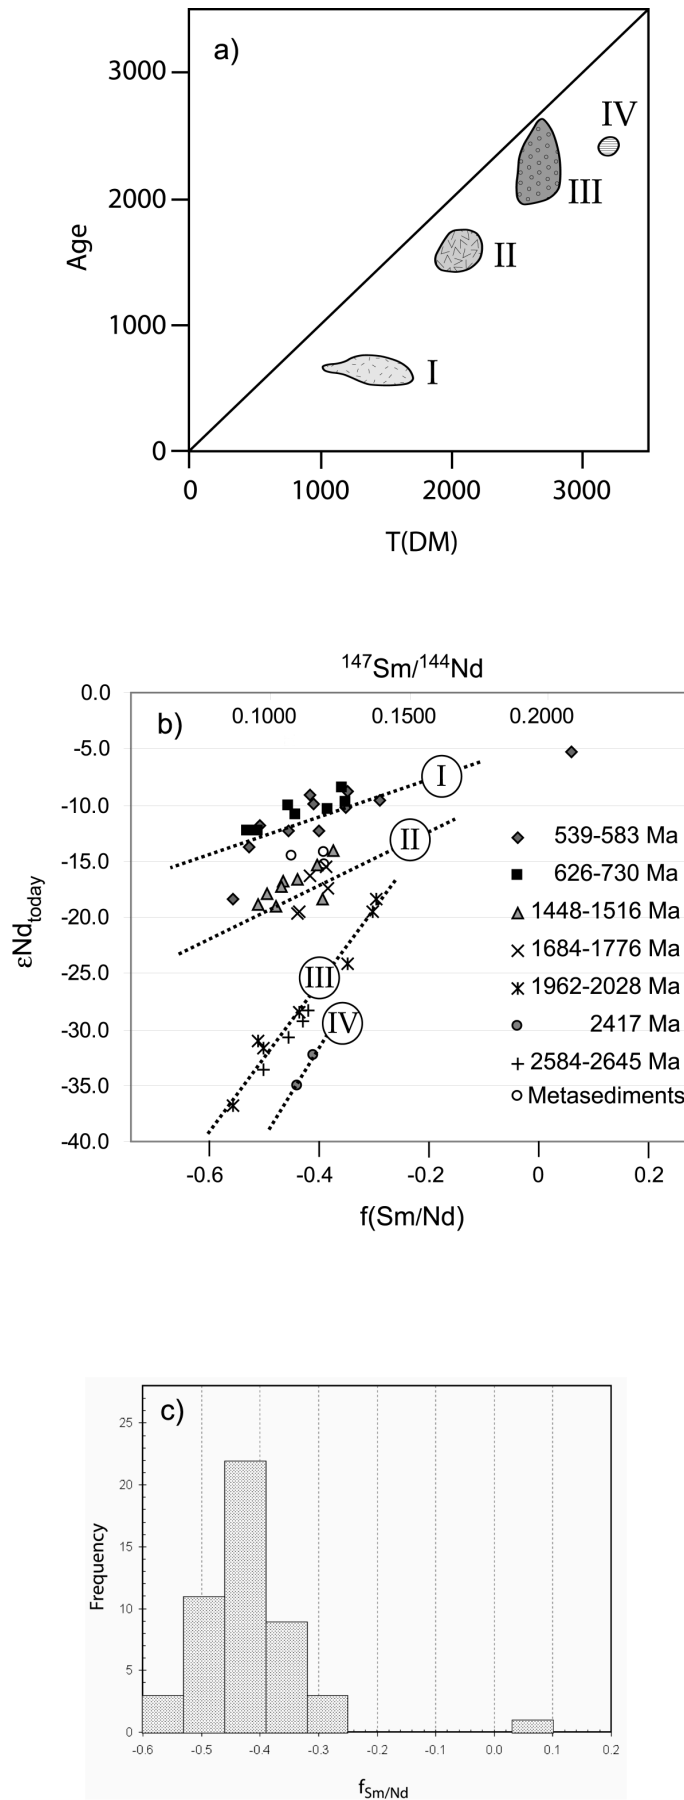 a)
3000
2000
1000
0
Age
IV
III
II
I
0 1000 2000 3000
T(DM)
147Sm/144Nd
b)
0.1000 0.1500 0.2000
0.0
-5.0
-10.0
-15.0
-20.0
-25.0
-30.0
-35.0
-40.0
εNdtoday
I
II
III
IV
539-583 Ma
626-730 Ma
1448-1516 Ma
1684-1776 Ma
1962-2028 Ma
2417 Ma
2584-2645 Ma
Metasediments
-0.6 -0.4 -0.2 0 0.2
f(Sm/Nd)
c)
25
20
15
10
5
0
Frequency
-0.6 -0.5 -0.4 -0.3 -0.2 -0.1 0.0 0.1 0.2
fSm/Nd